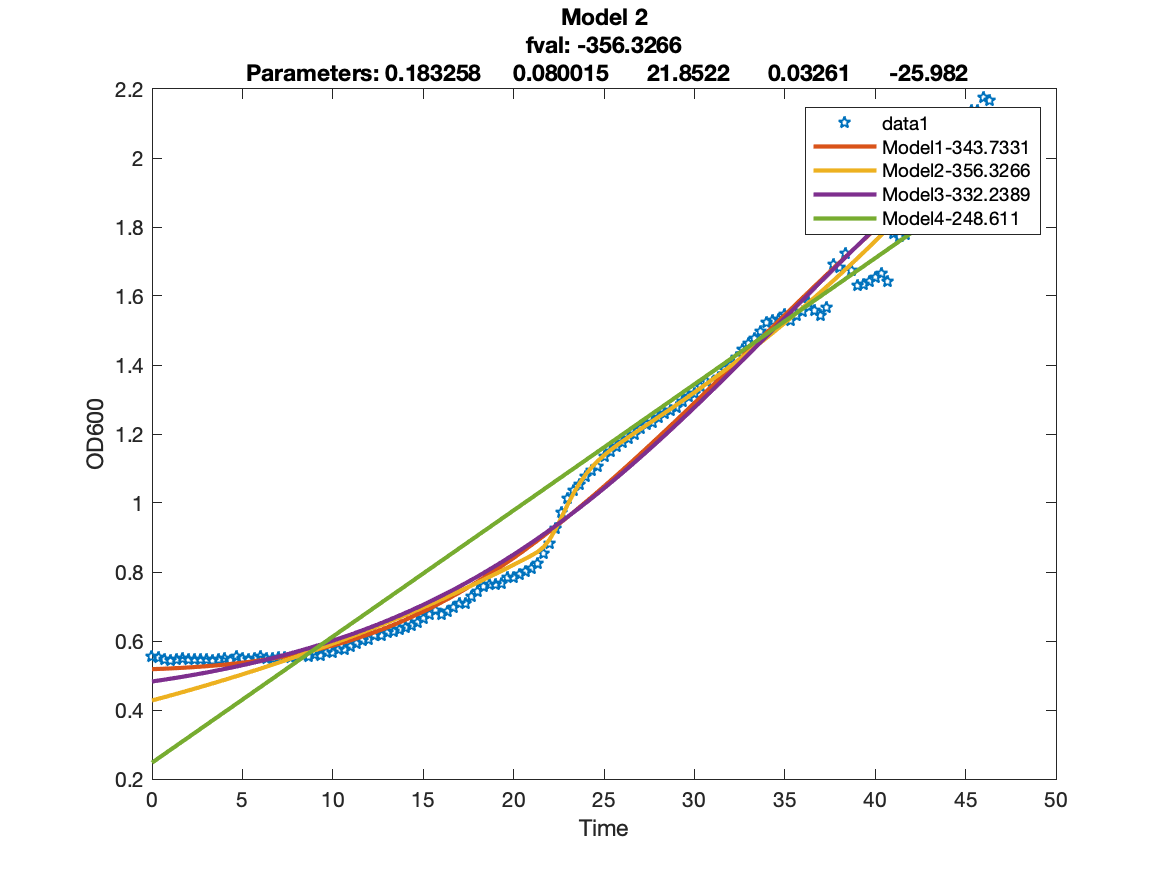 Model 2
fval: -356.3266
Parameters: 0.183258 0.080015 21.8522 0.03261 -25.982
2.2
2
1.8
1.6
1.4
1.2
1
0.8
0.6
0.4
0.2
OD600
data1
Model1-343.7331
Model2-356.3266
Model3-332.2389
Model4-248.611
0 5 10 15 20 25 30 35 40 45 50
Time